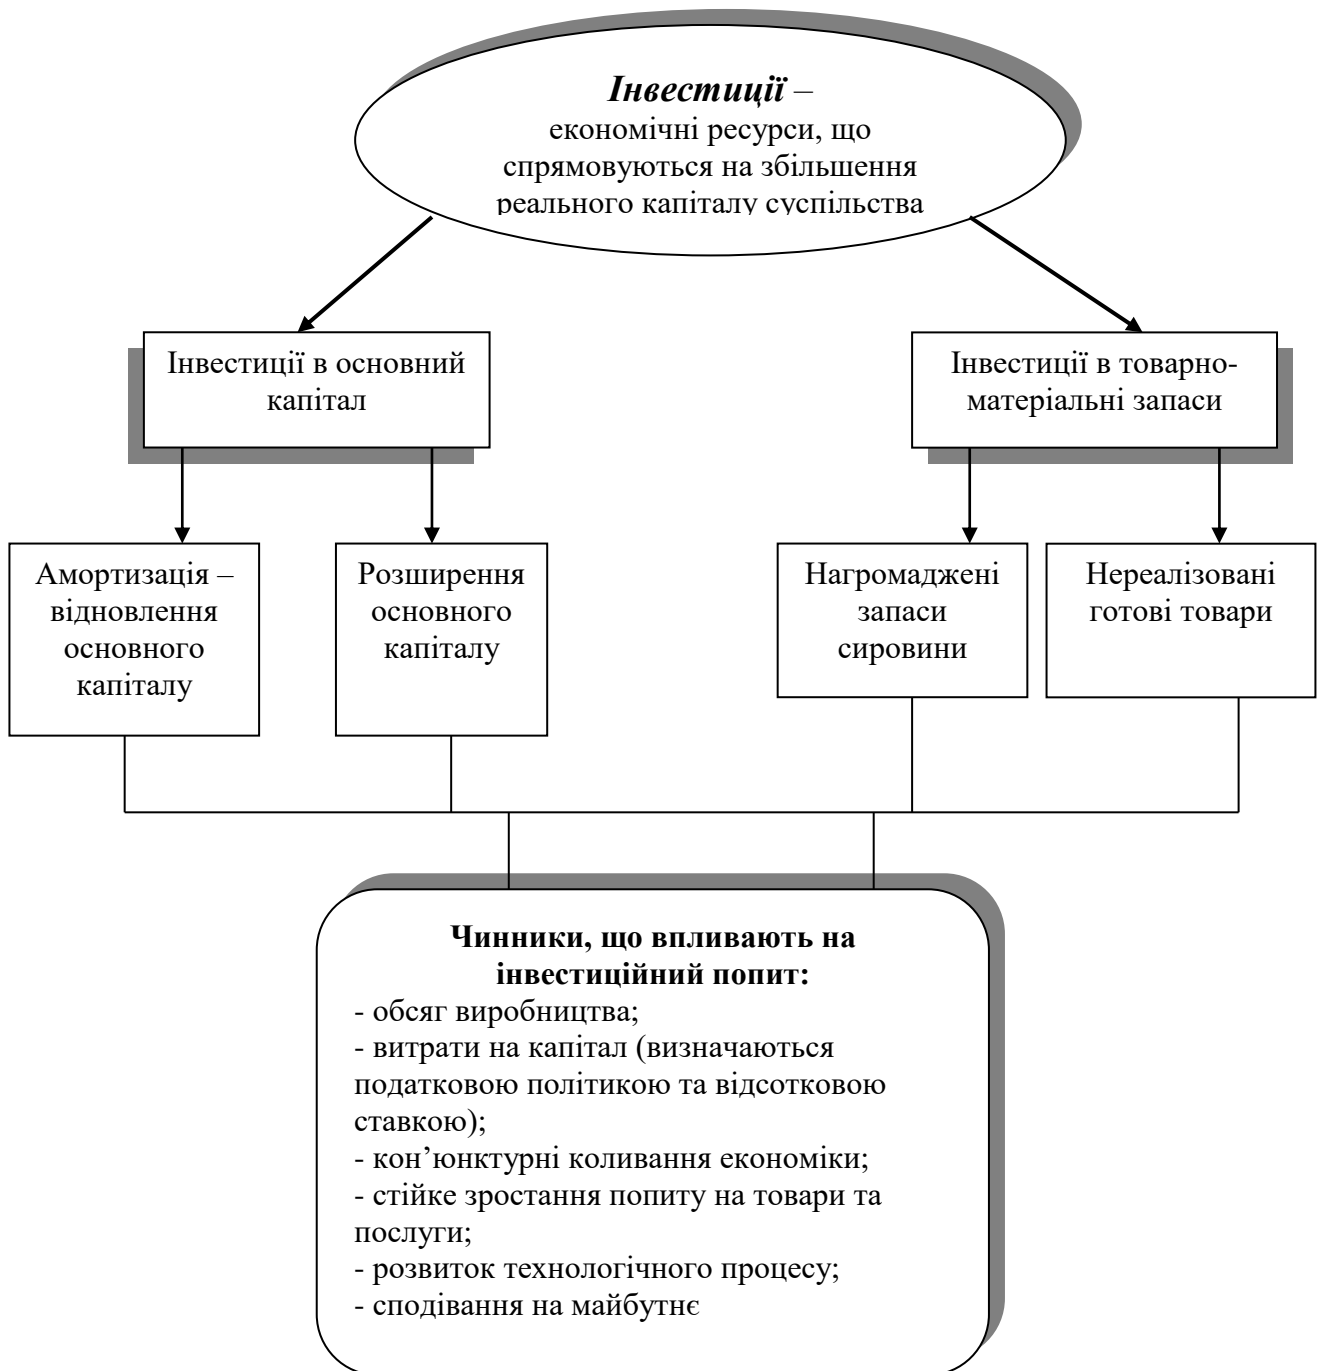 Інвестиції –
економічні ресурси, що
спрямовуються на збільшення
реального капіталу суспільства
Інвестиції в основний
капітал
Інвестиції в товарно-
матеріальні запаси
Амортизація –
відновлення
основного
капіталу
Розширення
основного
капіталу
Нагромаджені
запаси
сировини
Нереалізовані
готові товари
Чинники, що впливають на
інвестиційний попит:
- обсяг виробництва;
- витрати на капітал (визначаються
податковою політикою та відсотковою
ставкою);
- кон’юнктурні коливання економіки;
- стійке зростання попиту на товари та
послуги;
- розвиток технологічного процесу;
- сподівання на майбутнє